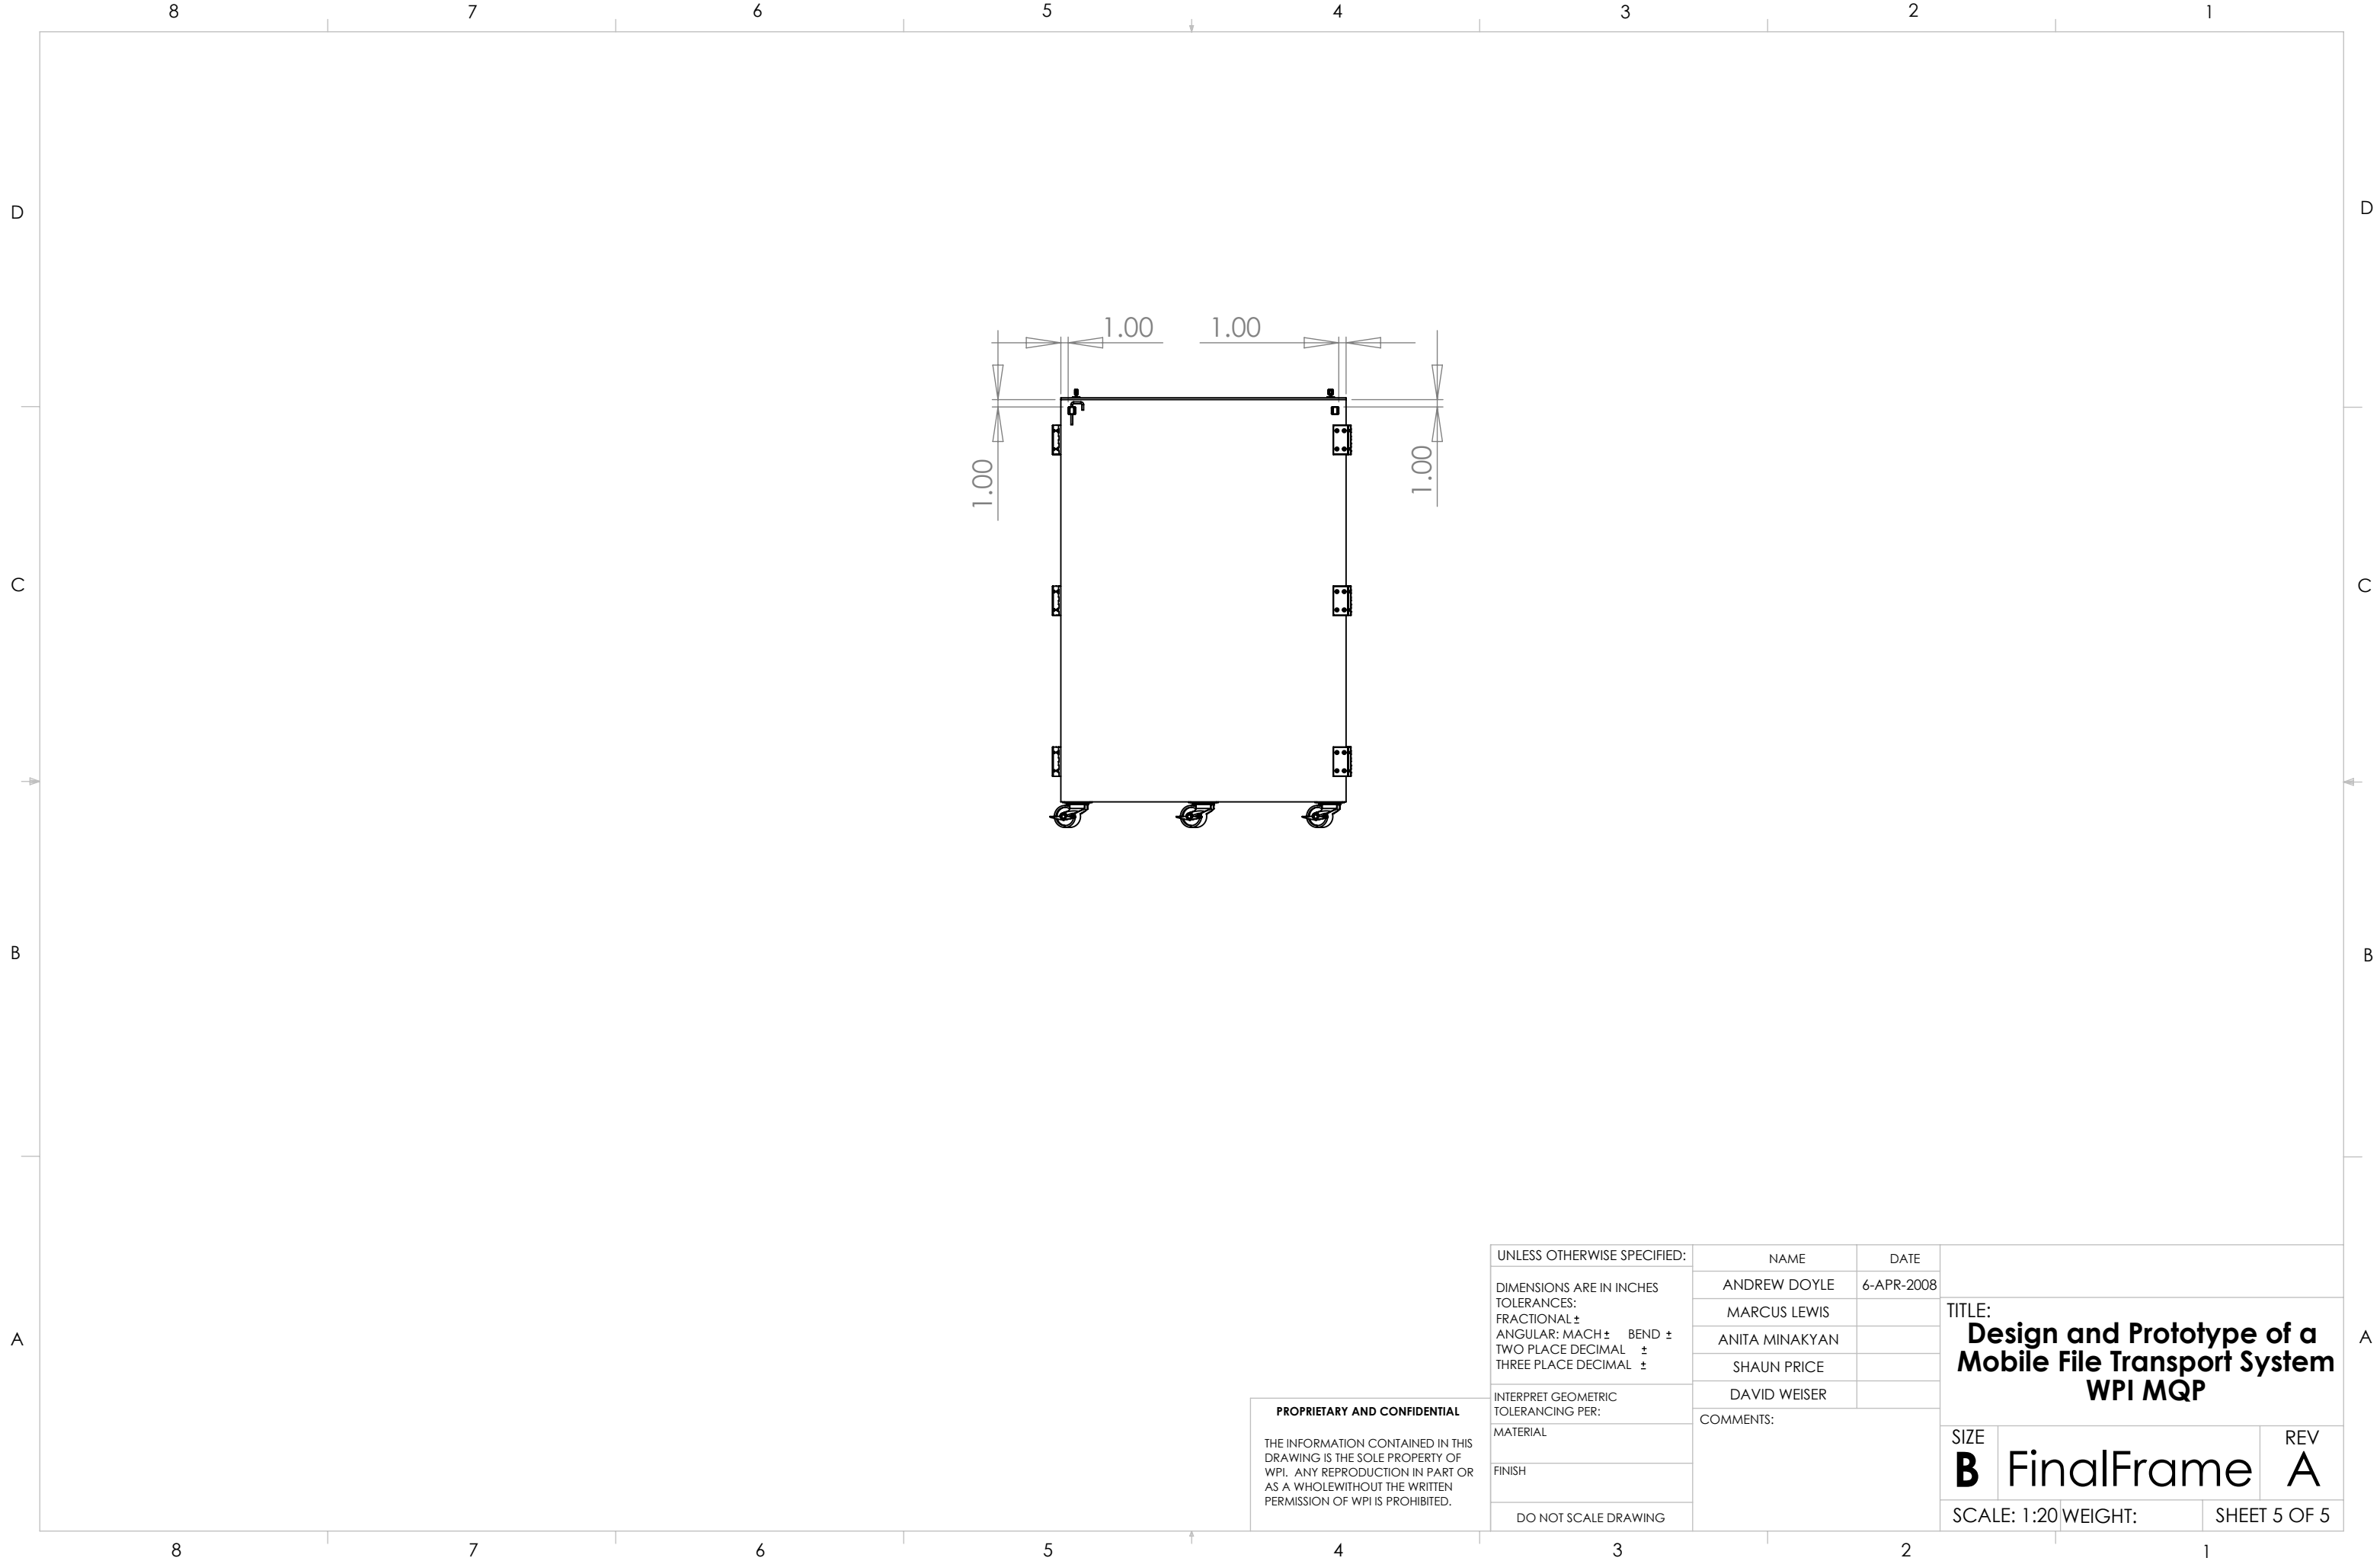 8 7 6 5 4 3 2 1
D D
1.00 1.00
1.00 1.00
C C
B B
A A
UNLESS OTHERWISE SPECIFIED:
DIMENSIONS ARE IN INCHES
TOLERANCES:
FRACTIONAL ±
ANGULAR: MACH ± BEND ±
TWO PLACE DECIMAL ±
THREE PLACE DECIMAL ±
INTERPRET GEOMETRIC
TOLERANCING PER:
MATERIAL
FINISH
DO NOT SCALE DRAWING
NAME DATE
ANDREW DOYLE 6-APR-2008
MARCUS LEWIS
ANITA MINAKYAN
SHAUN PRICE
DAVID WEISER
COMMENTS:
TITLE:
Design and Prototype of a
Mobile File Transport System
WPI MQP
SIZE
B FinalFrame
REV
A
SCALE: 1:20 WEIGHT: SHEET 5 OF 5
PROPRIETARY AND CONFIDENTIAL
THE INFORMATION CONTAINED IN THIS
DRAWING IS THE SOLE PROPERTY OF
WPI. ANY REPRODUCTION IN PART OR
AS A WHOLEWITHOUT THE WRITTEN
PERMISSION OF WPI IS PROHIBITED.
8 7 6 5 4 3 2 1